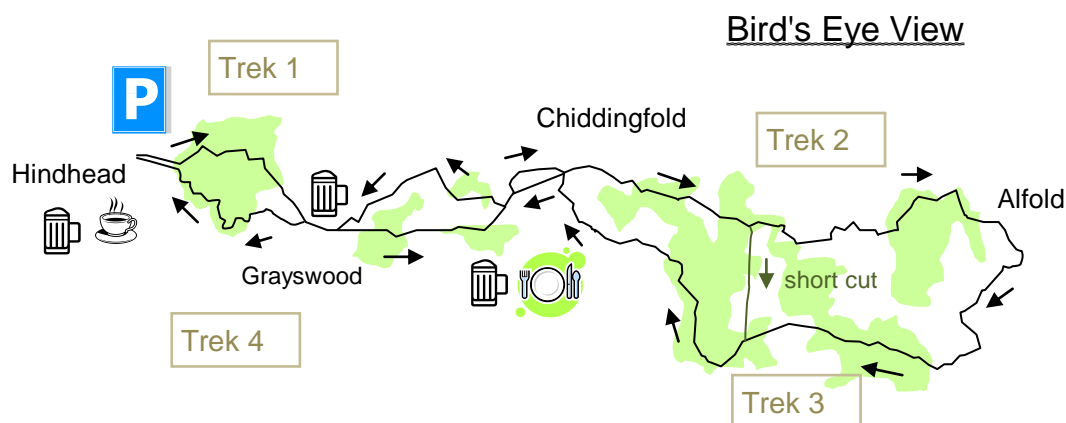 Bird's Eye View
Trek 1
P
Chiddingfold
Trek 2
Hindhead
Alfold
Grayswood
short cut
Trek 4
Trek 3